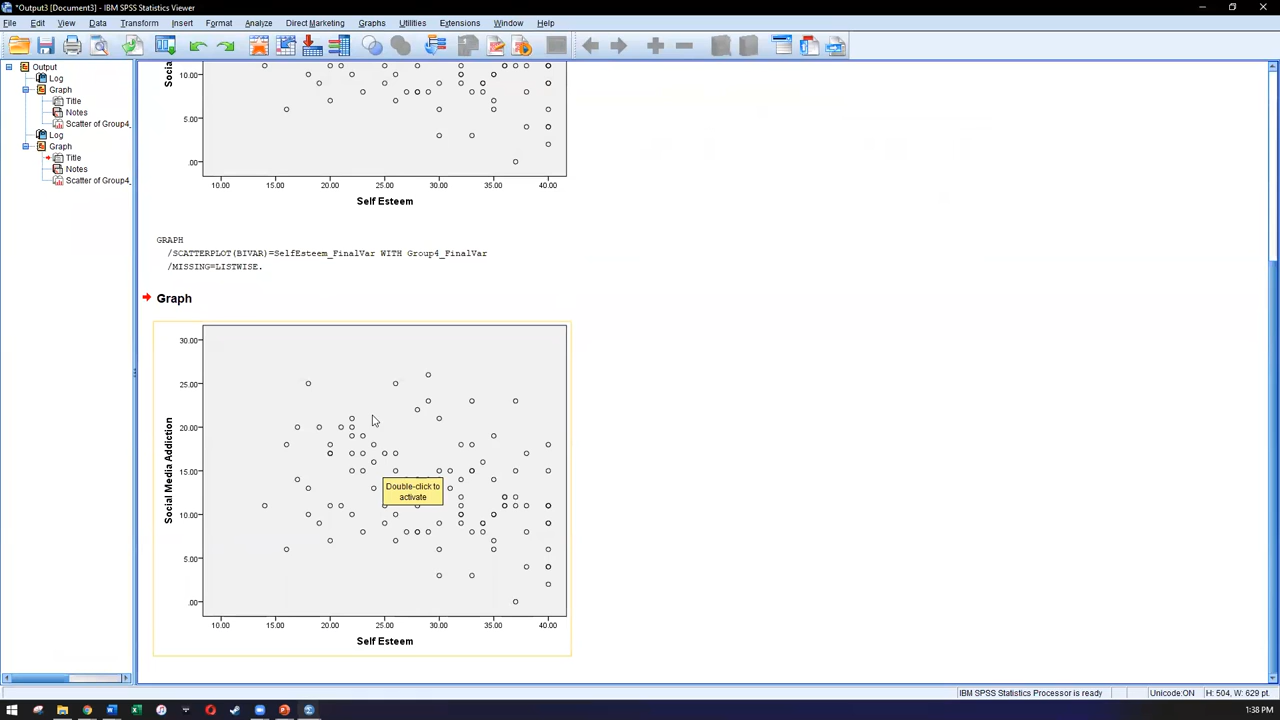 *Output3 [Document3] - IBM SPSS Statistics Viewer
File Edit View Data Transform Insert Format Analyze Direct Marketing Graphs Utilities Extensions Window Help
Output
Log
Graph
Title
Notes
Scatter of Group4_
Log
Graph
Title
Notes
Scatter of Group4_
Socia
10.00
5.00
.00
10.00 15.00 20.00 25.00 30.00 35.00 40.00
Self Esteem
GRAPH
/SCATTERPLOT(BIVAR)=SelfEsteem_FinalVar WITH Group4_FinalVar
/MISSING=LISTWISE.
Graph
Social Media Addiction
30.00
25.00
20.00
15.00
10.00
5.00
.00
Double-click to
activate
10.00 15.00 20.00 25.00 30.00 35.00 40.00
Self Esteem
IBM SPSS Statistics Processor is ready Unicode:ON H: 504, W: 629 pt.
1:38 PM